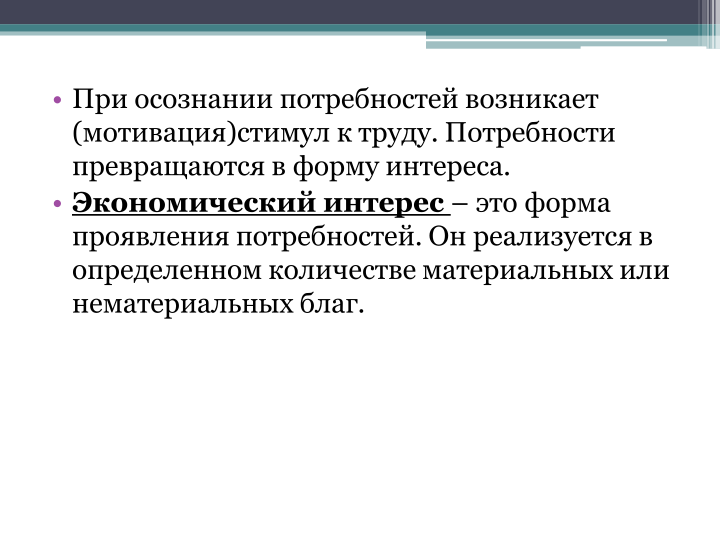 • При осознании потребностей возникает
(мотивация)стимул к труду. Потребности
превращаются в форму интереса.
• Экономический интерес – это форма
проявления потребностей. Он реализуется в
определенном количестве материальных или
нематериальных благ.